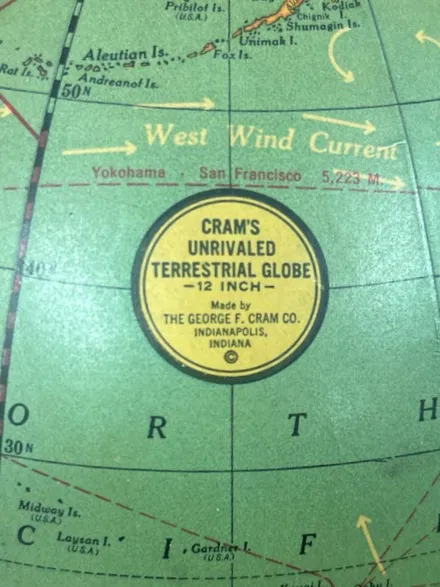 Pribilof Is.
(U.S.A.)
Kodiak
I.
Chignik
Shumagin Is.
Unimak I.
Fox Is.
Aleutian Is.
Rat Is.
Andreanof Is.
50 N
West Wind Current
Yokohama - San Francisco 5,223 M.
CRAM'S
UNRIVALED
TERRESTRIAL GLOBE
-12 INCH-
Made by
THE GEORGE F. CRAM CO.
INDIANAPOLIS,
INDIANA
©
40
O R T H
30 N
Midway Is.
(U.S.A.)
C I F I
Laysan I.
(U.S.A.)
Gardner I.
(U.S.A.)